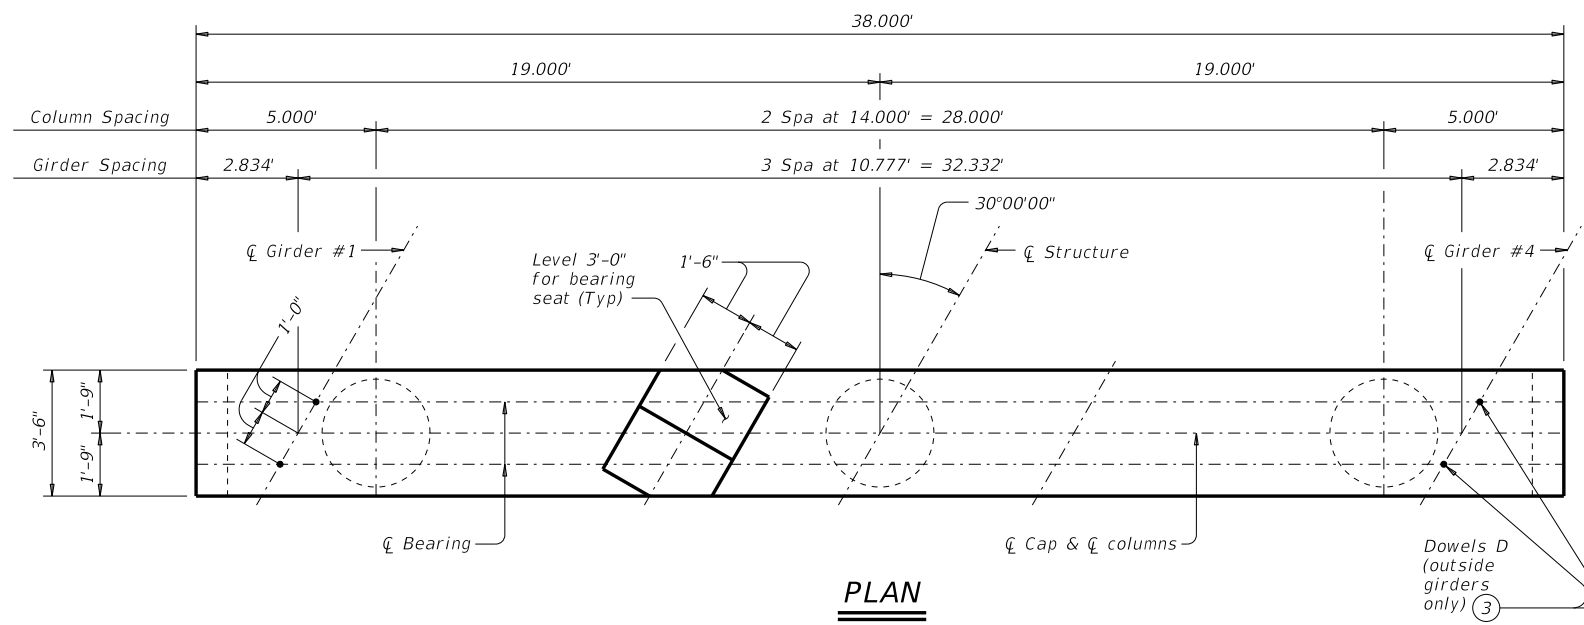 38.000'
19.000' 19.000'
Column Spacing 5.000' 2 Spa at 14.000' = 28.000' 5.000'
Girder Spacing 2.834' 3 Spa at 10.777' = 32.332' 2.834'
30°00'00"
℄ Girder #1
Level 3'-0"
for bearing
seat (Typ)
1'-6"
℄ Structure
℄ Girder #4
1'-0"
3'-6"
1'-9"
1'-9"
℄ Bearing
℄ Cap & ℄ columns
Dowels D
(outside
girders
only) 3
PLAN